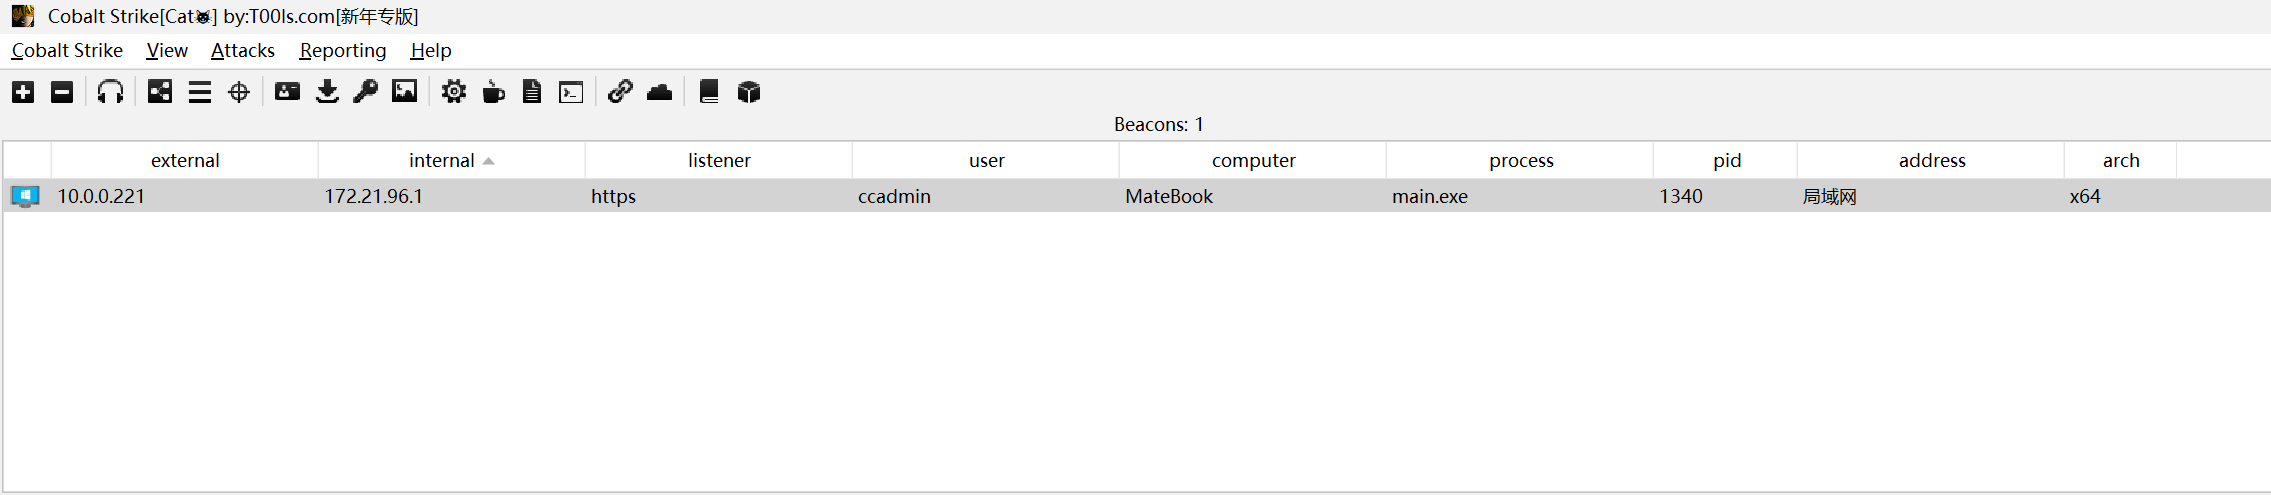 Cobalt Strike[Cat🐱] by:T00ls.com[新年专版]
Cobalt Strike View Attacks Reporting Help
Beacons: 1
external internal listener user computer process pid address arch
10.0.0.221 172.21.96.1 https ccadmin MateBook main.exe 1340 局域网 x64